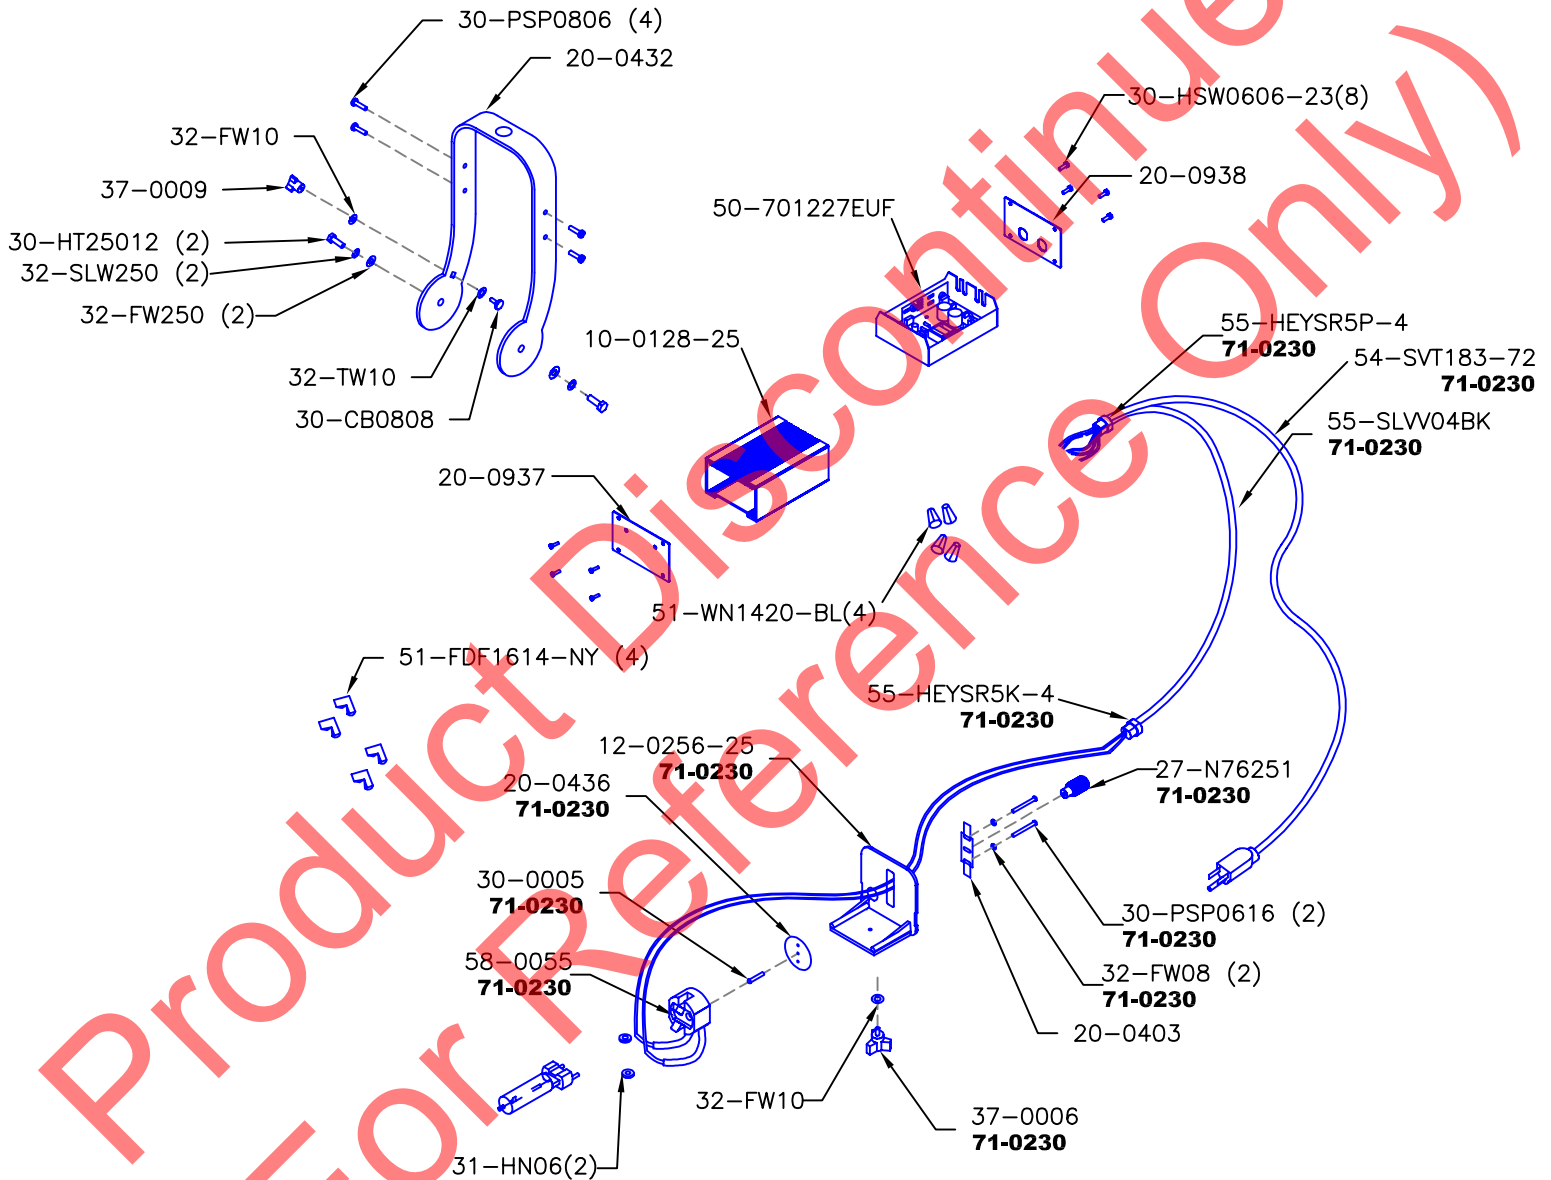 30-PSP0806 (4)
20-0432
30-HSW0606-23(8)
32-FW10
20-0938
37-0009
50-701227EUF
30-HT25012 (2)
32-SLW250 (2)
32-FW250 (2)
55-HEYSR5P-4
71-0230
10-0128-25
54-SVT183-72
71-0230
32-TW10
30-CB0808
55-SLVV04BK
71-0230
20-0937
51-WN1420-BL(4)
51-FDF1614-NY (4)
55-HEYSR5K-4
71-0230
12-0256-25
71-0230
27-N76251
71-0230
20-0436
71-0230
30-0005
71-0230
30-PSP0616 (2)
71-0230
58-0055
71-0230
32-FW08 (2)
71-0230
20-0403
32-FW10
37-0006
71-0230
31-HN06(2)
Product Discontinue
For Reference Only)